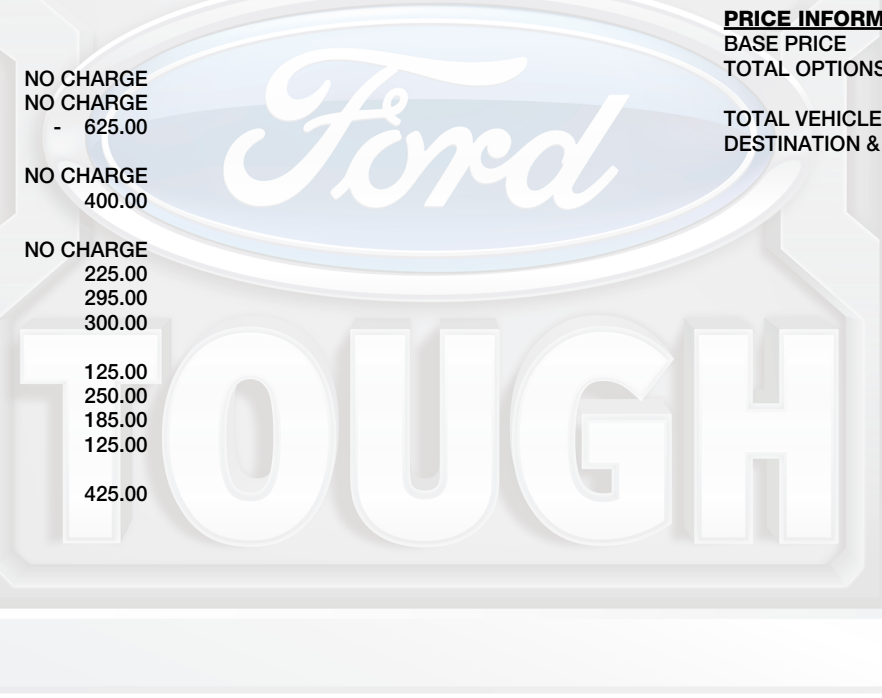 NO CHARGE
NO CHARGE
- 625.00
NO CHARGE
400.00
NO CHARGE
225.00
295.00
300.00
125.00
250.00
185.00
125.00
425.00
PRICE INFORM
BASE PRICE
TOTAL OPTIONS
TOTAL VEHICLE
DESTINATION &
Ford
TOUGH